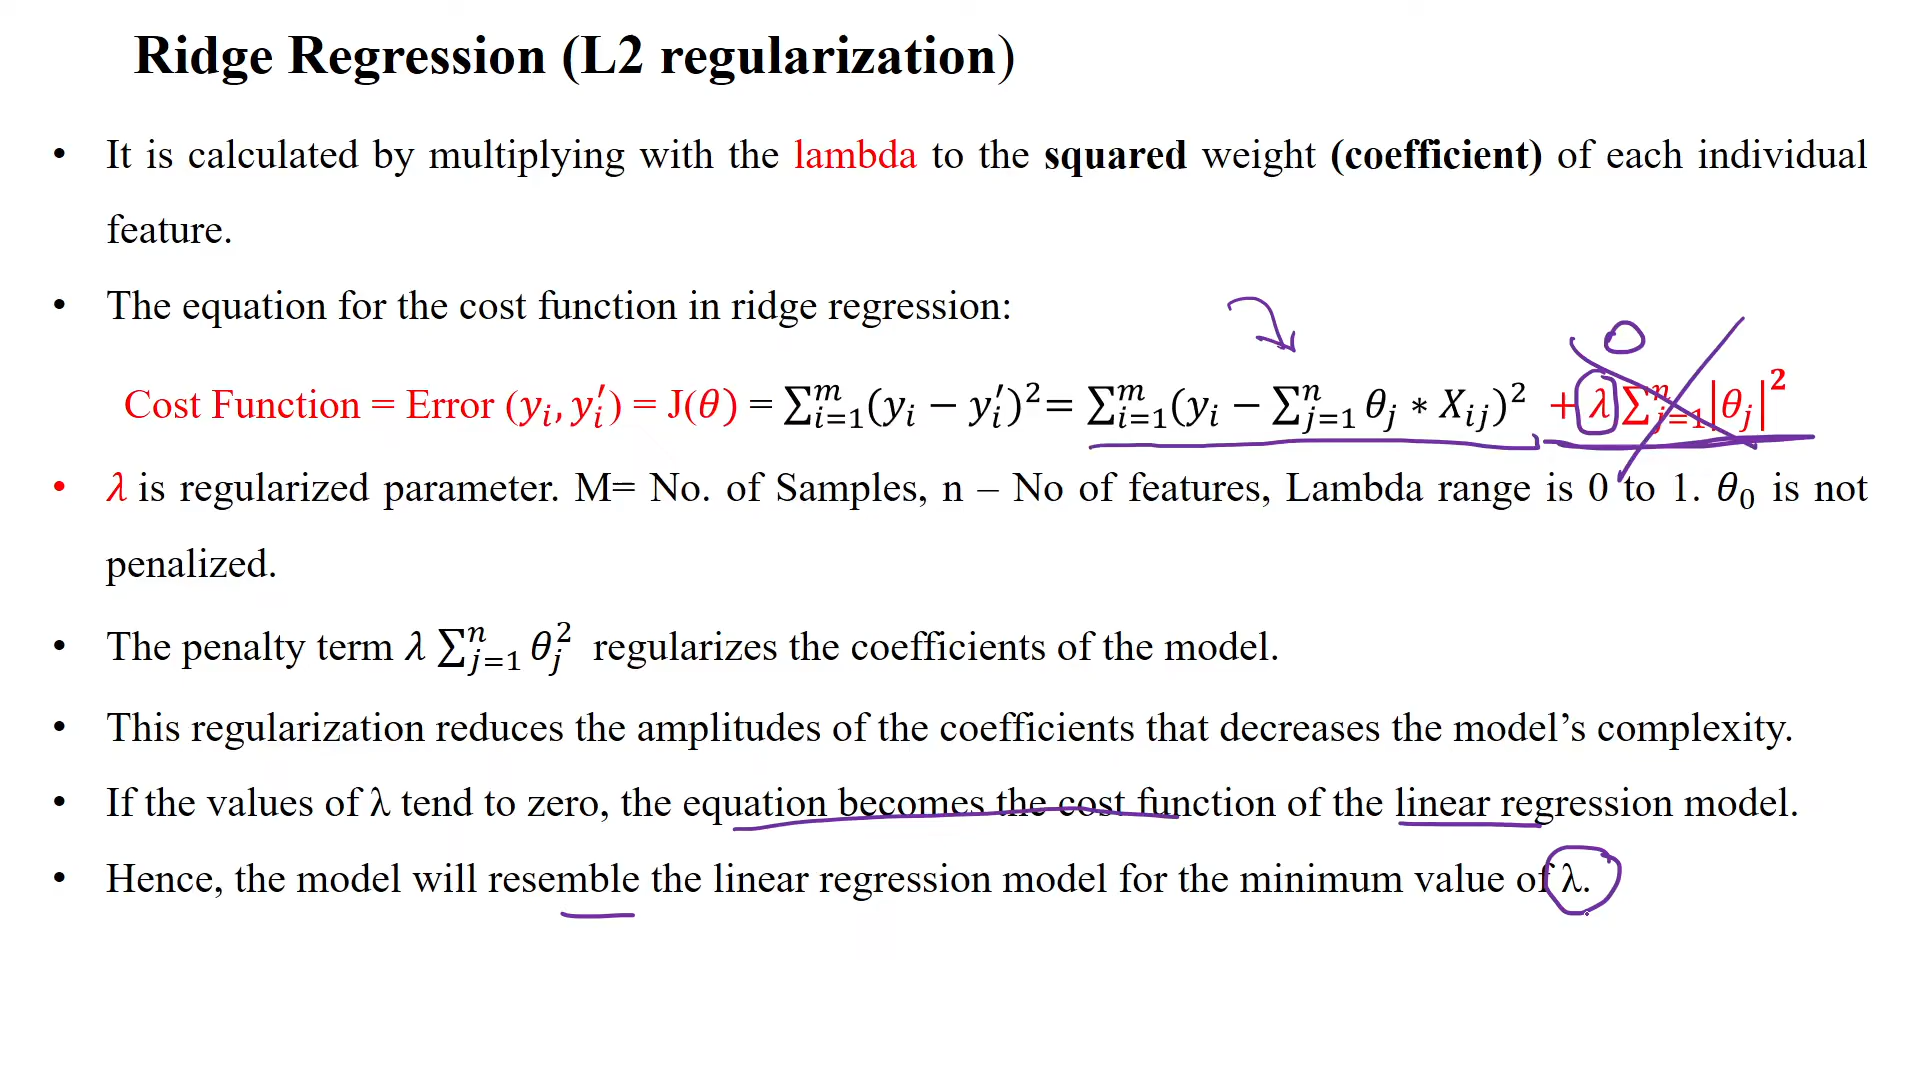 Ridge Regression (L2 regularization)
• It is calculated by multiplying with the lambda to the squared weight (coefficient) of each individual
feature.
• The equation for the cost function in ridge regression:
0
Cost Function = Error (yᵢ, yᵢ′) = J(θ) = ∑ᵢ₌₁ᵐ(yᵢ − yᵢ′)² = ∑ᵢ₌₁ᵐ(yᵢ − ∑ⱼ₌₁ⁿ θⱼ ∗ Xᵢⱼ)² + λ∑ⱼ₌₁ⁿ|θⱼ|²
• λ is regularized parameter. M= No. of Samples, n – No of features, Lambda range is 0 to 1. θ₀ is not
penalized.
• The penalty term λ ∑ⱼ₌₁ⁿ θⱼ² regularizes the coefficients of the model.
• This regularization reduces the amplitudes of the coefficients that decreases the model’s complexity.
• If the values of λ tend to zero, the equation becomes the cost function of the linear regression model.
• Hence, the model will resemble the linear regression model for the minimum value of λ.